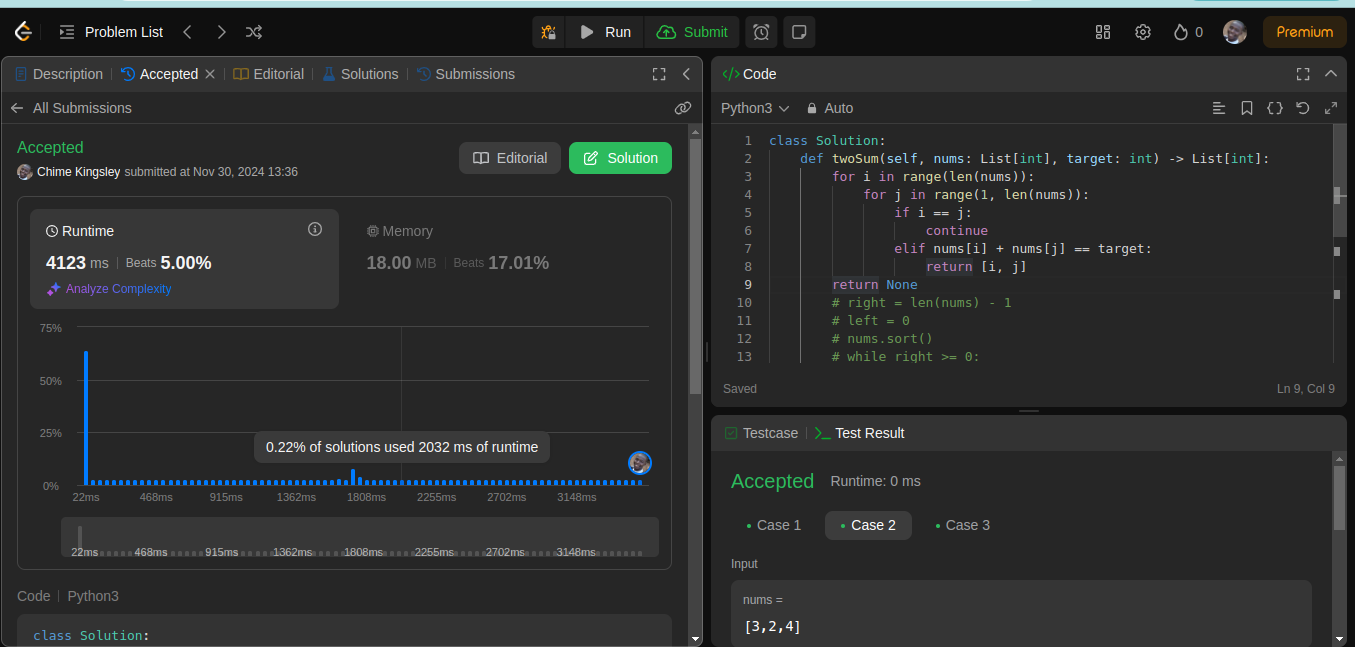 Problem List
Run
Submit
0
Premium
Description
Accepted
Editorial
Solutions
Submissions
All Submissions
Accepted
Chime Kingsley submitted at Nov 30, 2024 13:36
Editorial
Solution
Runtime
4123 ms
Beats 5.00%
Analyze Complexity
Memory
18.00 MB
Beats 17.01%
75%
50%
25%
0%
0.22% of solutions used 2032 ms of runtime
22ms 468ms 915ms 1362ms 1808ms 2255ms 2702ms 3148ms
22ms 468ms 915ms 1362ms 1808ms 2255ms 2702ms 3148ms
Code | Python3
class Solution:
</> Code
Python3
Auto
1 class Solution:
2 def twoSum(self, nums: List[int], target: int) -> List[int]:
3 for i in range(len(nums)):
4 for j in range(1, len(nums)):
5 if i == j:
6 continue
7 elif nums[i] + nums[j] == target:
8 return [i, j]
9 return None
10 # right = len(nums) - 1
11 # left = 0
12 # nums.sort()
13 # while right >= 0:
Saved
Ln 9, Col 9
Testcase
>_ Test Result
Accepted
Runtime: 0 ms
• Case 1
• Case 2
• Case 3
Input
nums =
[3,2,4]